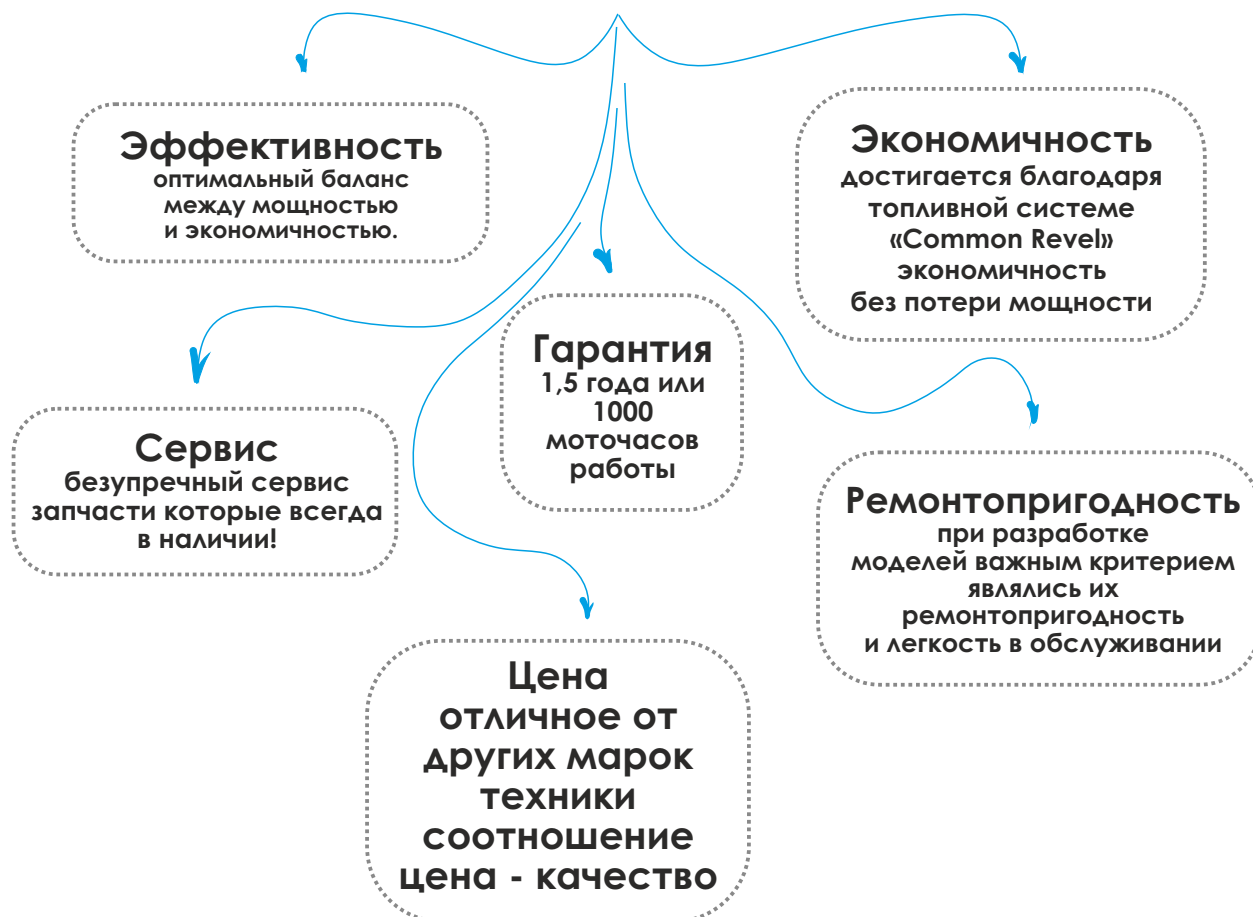 Эффективность
оптимальный баланс
между мощностью
и экономичностью.
Экономичность
достигается благодаря
топливной системе
«Common Revel»
экономичность
без потери мощности
Гарантия
1,5 года или
1000
моточасов
работы
Сервис
безупречный сервис
запчасти которые всегда
в наличии!
Ремонтопригодность
при разработке
моделей важным критерием
являлись их
ремонтопригодность
и легкость в обслуживании
Цена
отличное от
других марок
техники
соотношение
цена - качество